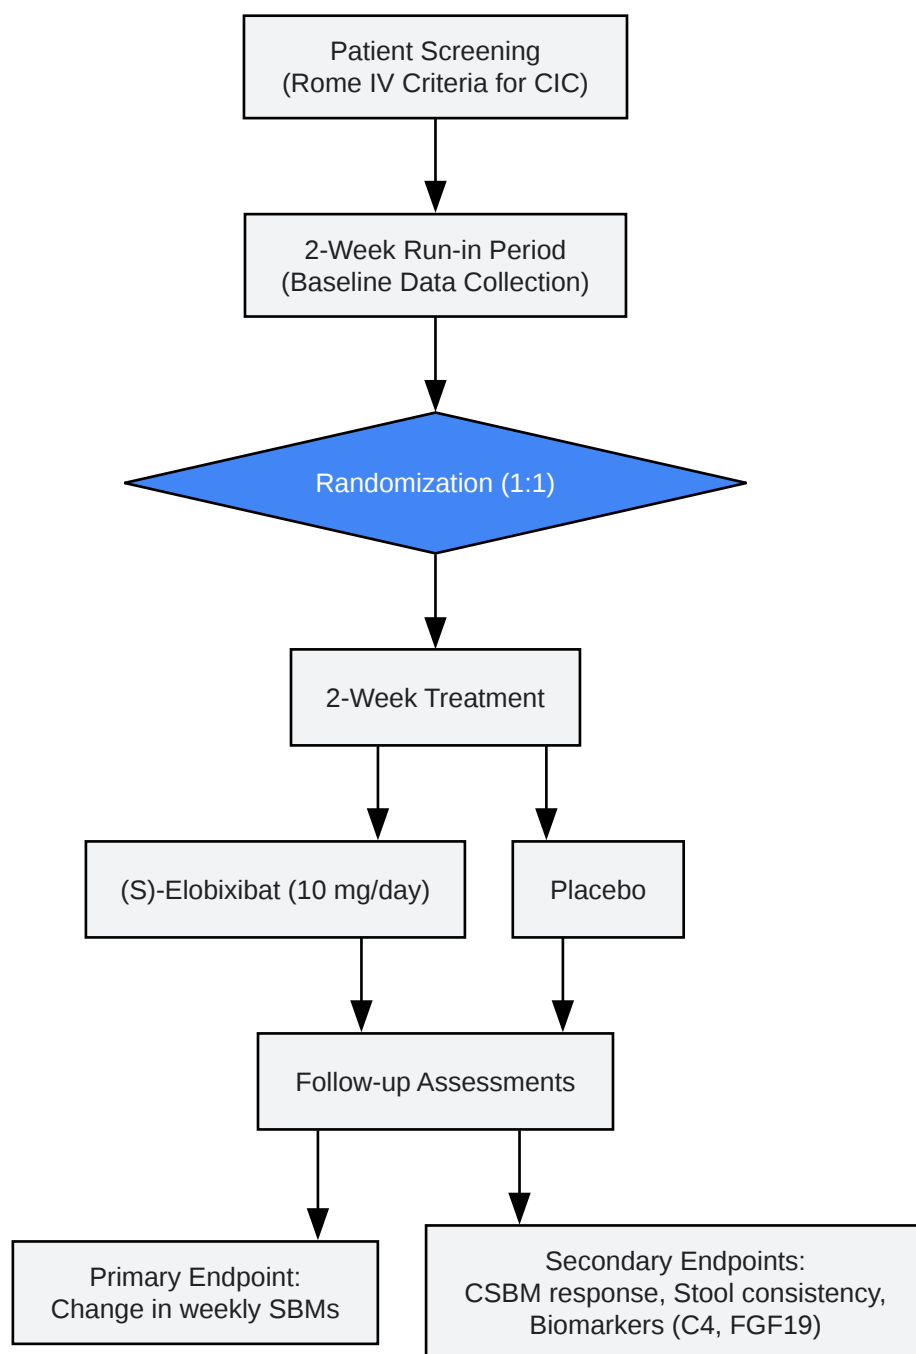 Patient Screening
(Rome IV Criteria for CIC)
2-Week Run-in Period
(Baseline Data Collection)
Randomization (1:1)
2-Week Treatment
(S)-Elobixibat (10 mg/day)
Placebo
Follow-up Assessments
Primary Endpoint:
Change in weekly SBMs
Secondary Endpoints:
CSBM response, Stool consistency,
Biomarkers (C4, FGF19)